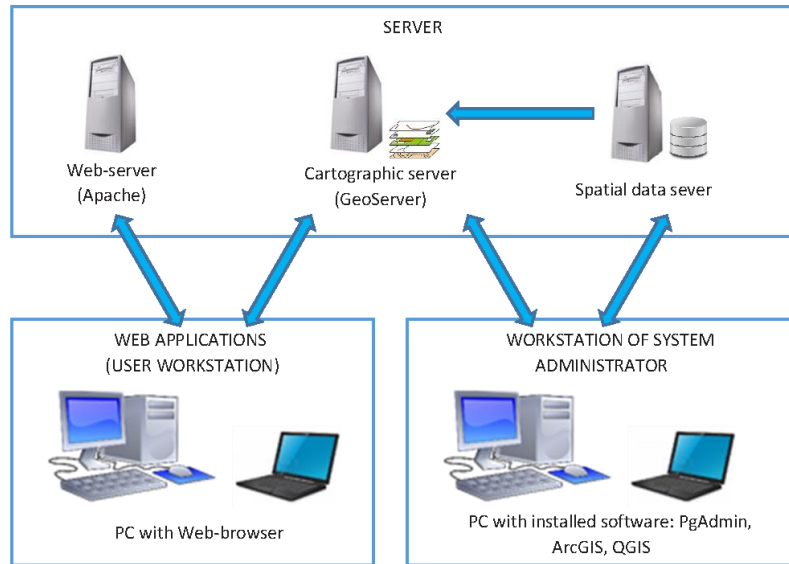 SERVER
Web-server
(Apache)
Cartographic server
(GeoServer)
Spatial data sever
WEB APPLICATIONS
(USER WORKSTATION)
PC with Web-browser
WORKSTATION OF SYSTEM
ADMINISTRATOR
PC with installed software: PgAdmin,
ArcGIS, QGIS